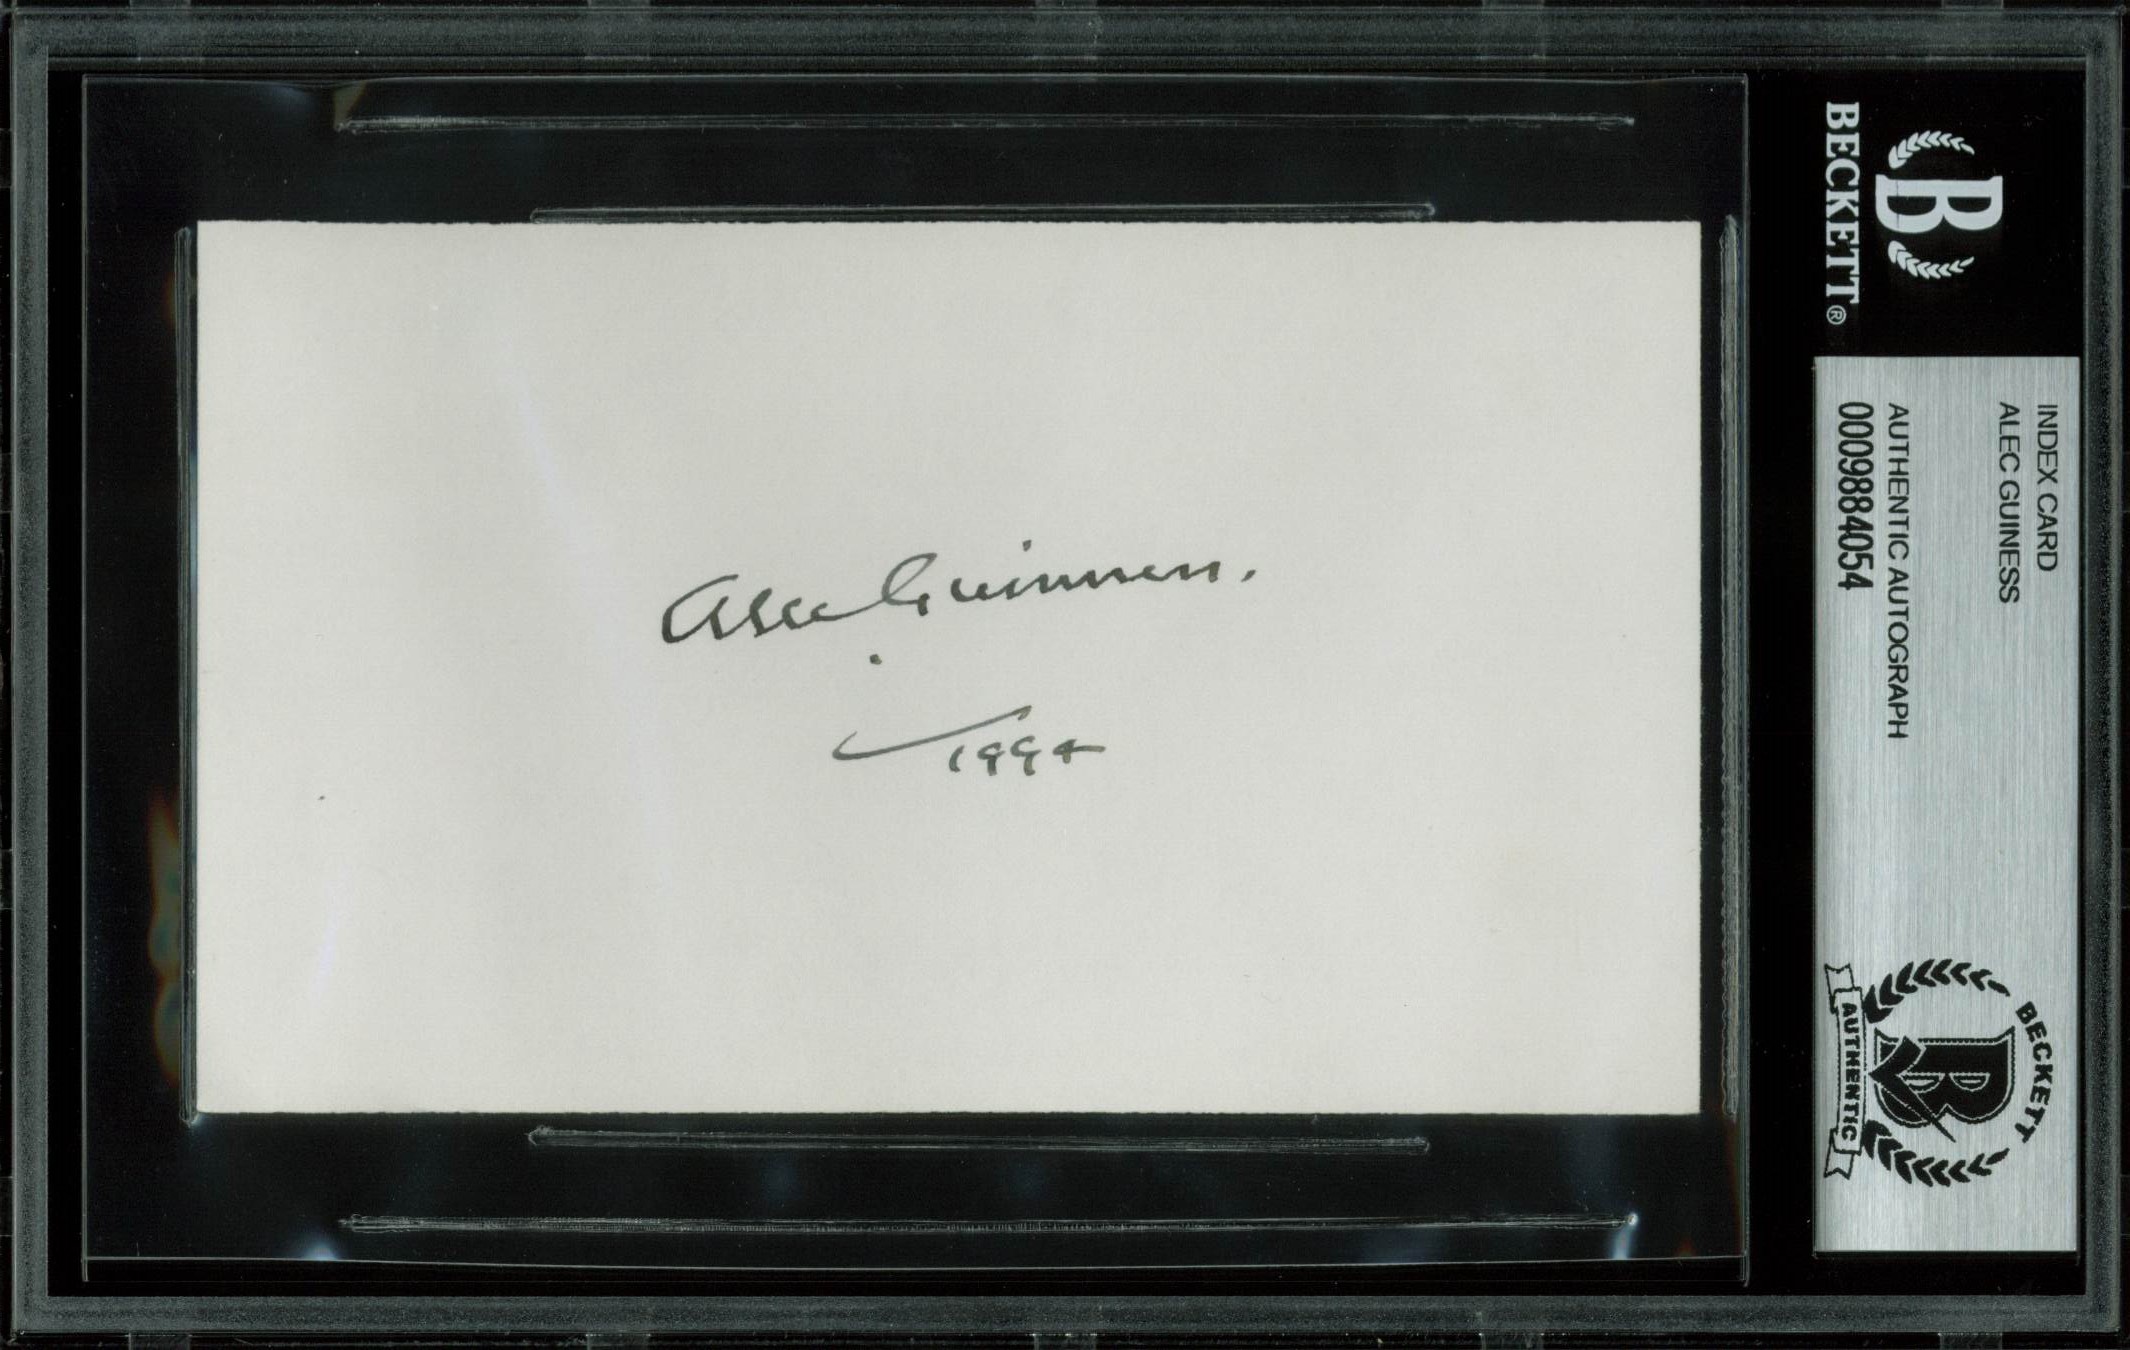 Alec Guinness.
1994
BECKETT®
B
INDEX CARD
ALEC GUINESS
AUTHENTIC AUTOGRAPH
0009884054
BECKETT
B
AUTHENTIC